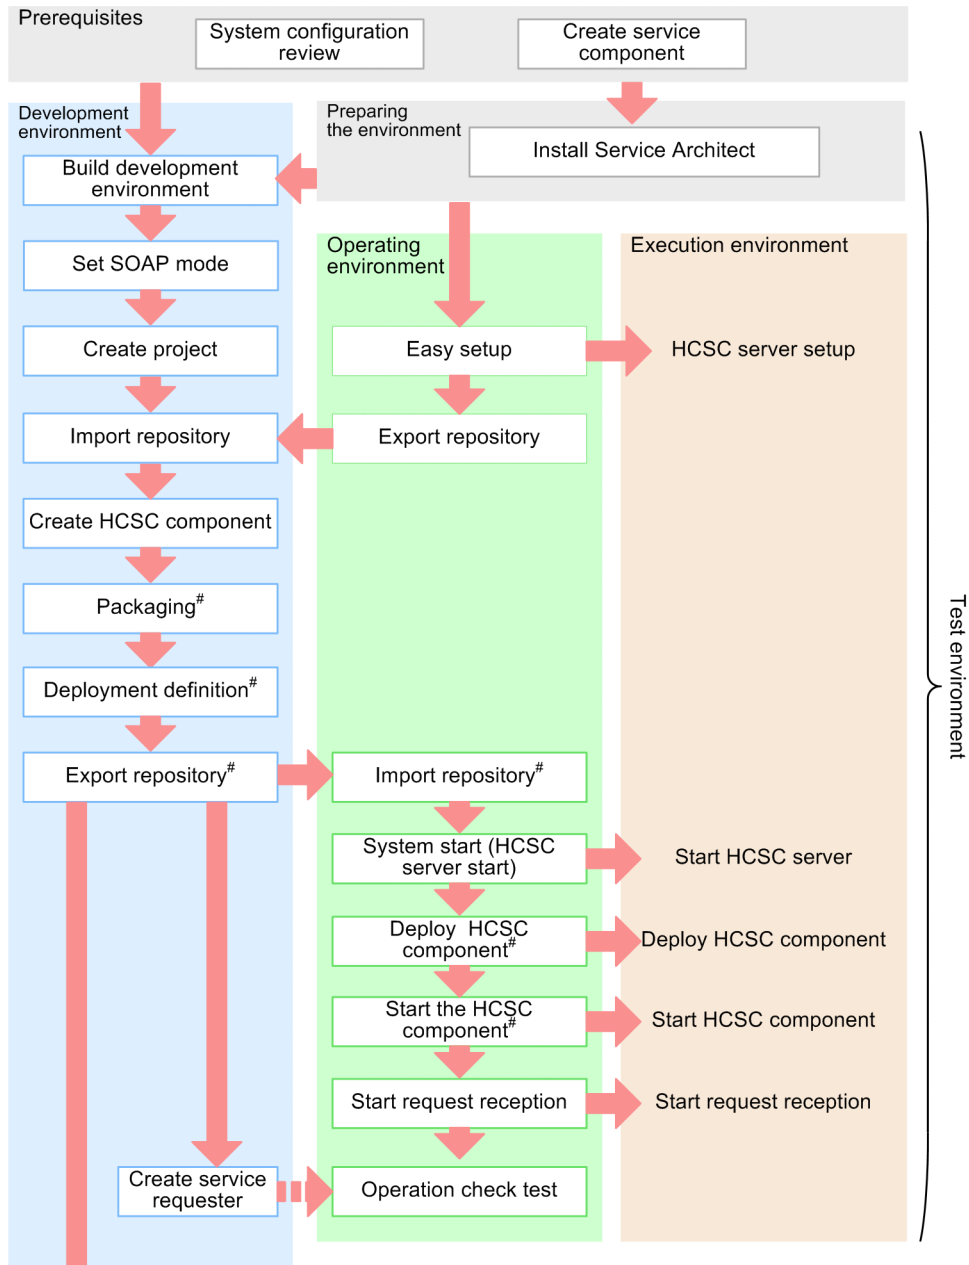 Prerequisites
System configuration
review
Create service
component
Development
environment
Preparing
the environment
Install Service Architect
Build development
environment
Set SOAP mode
Operating
environment
Execution environment
Create project
Easy setup
HCSC server setup
Import repository
Export repository
Create HCSC component
Packaging#
Deployment definition#
Export repository#
Import repository#
System start (HCSC
server start)
Start HCSC server
Deploy HCSC
component#
Deploy HCSC component
Start the HCSC
component#
Start HCSC component
Start request reception
Start request reception
Create service
requester
Operation check test
Test environment